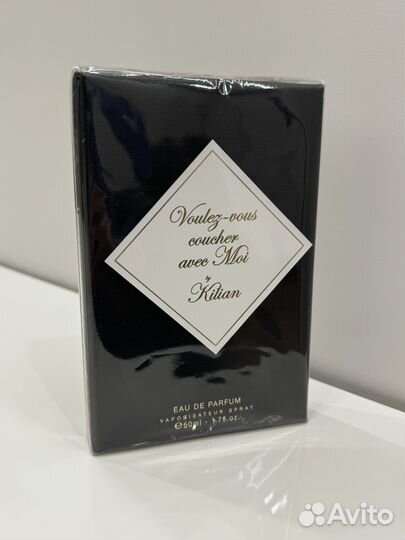 Voulez-vous
coucher
avec Moi
by
Kilian
EAU DE PARFUM
VAPORISATEUR SPRAY
℮50ml - 1.7fl.oz.
Avito